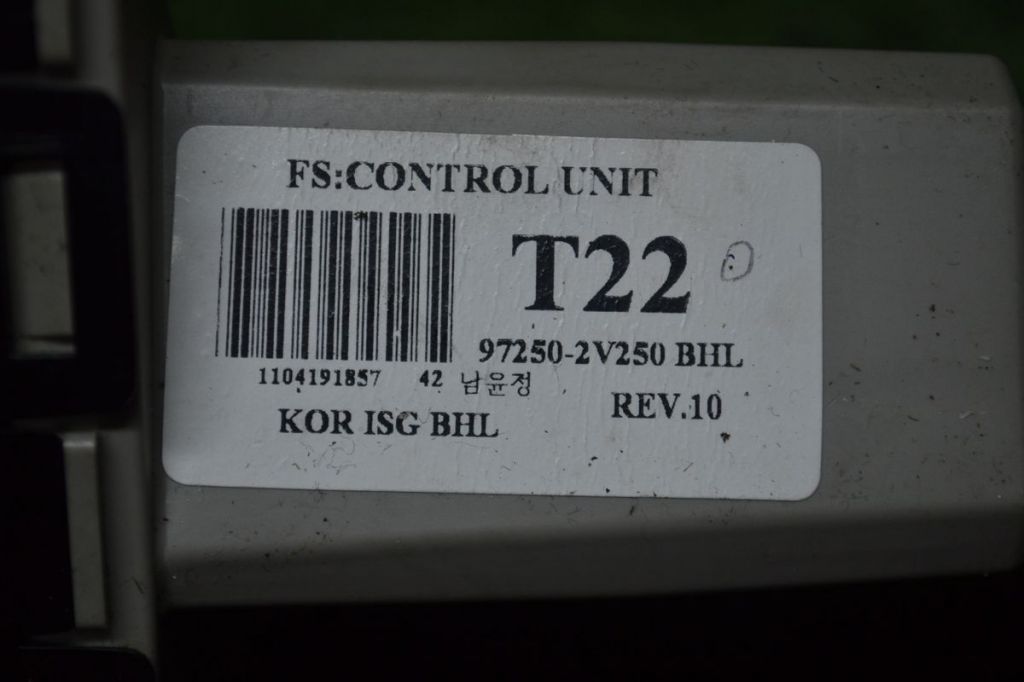 FS:CONTROL UNIT
T22
97250-2V250 BHL
1104191857 42 남윤정
REV.10
KOR ISG BHL